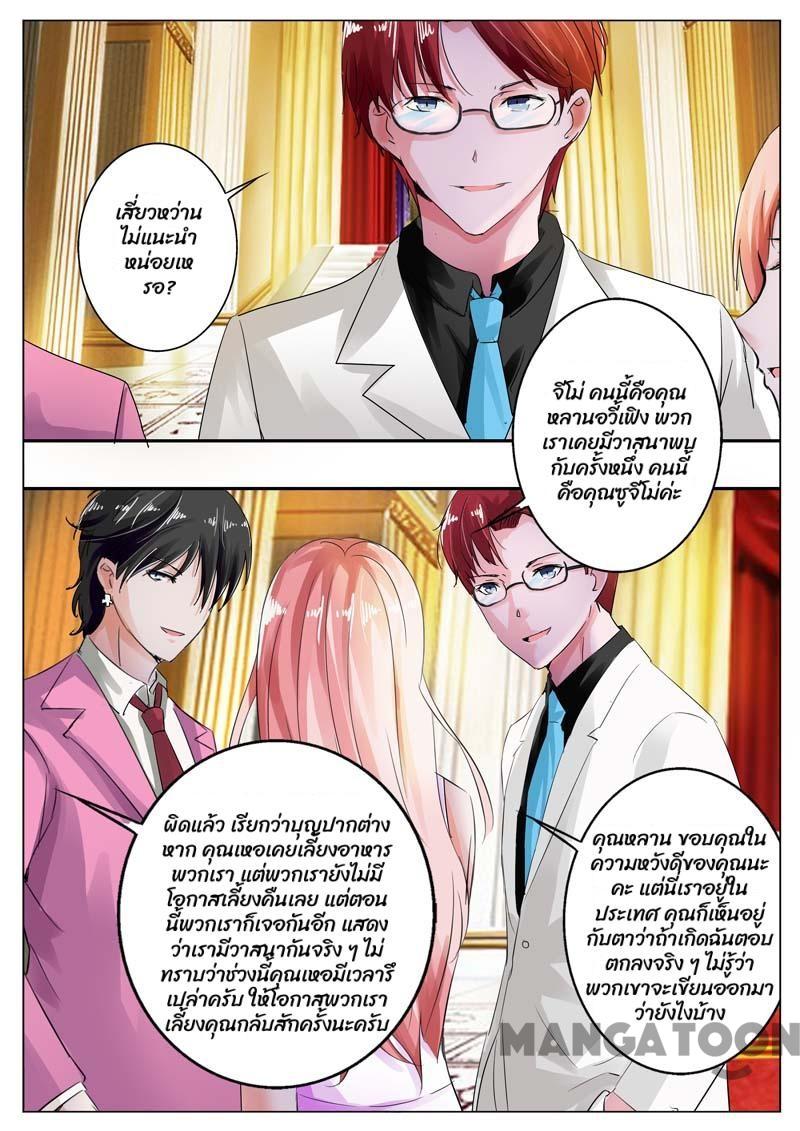 เสี่ยวหว่าน
ไม่แนะนำ
หน่อยเห
รอ?
จีโม่ คนนี้คือคุณ
หลานอวี้เฟิง พวก
เราเคยมีวาสนาพบ
กับครั้งหนึ่ง คนนี้
คือคุณซูจีโม่ค่ะ
ผิดแล้ว เรียกว่าบุญปากต่าง
หาก คุณเหอเคยเลี้ยงอาหาร
พวกเรา แต่พวกเรายังไม่มี
โอกาสเลี้ยงคืนเลย แต่ตอน
นี้พวกเราก็เจอกันอีก แสดง
ว่าเรามีวาสนากันจริง ๆ ไม่
ทราบว่าช่วงนี้คุณเหอมีเวลารึ
เปล่าครับ ให้โอกาสพวกเรา
เลี้ยงคุณกลับสักครั้งนะครับ
คุณหลาน ขอบคุณใน
ความหวังดีของคุณนะ
คะ แต่นี่เราอยู่ใน
ประเทศ คุณก็เห็นอยู่
กับตาว่าถ้าเกิดฉันตอบ
ตกลงจริง ๆ ไม่รู้ว่า
พวกเขาจะเขียนออกมา
ว่ายังไงบ้าง
MANGATOON